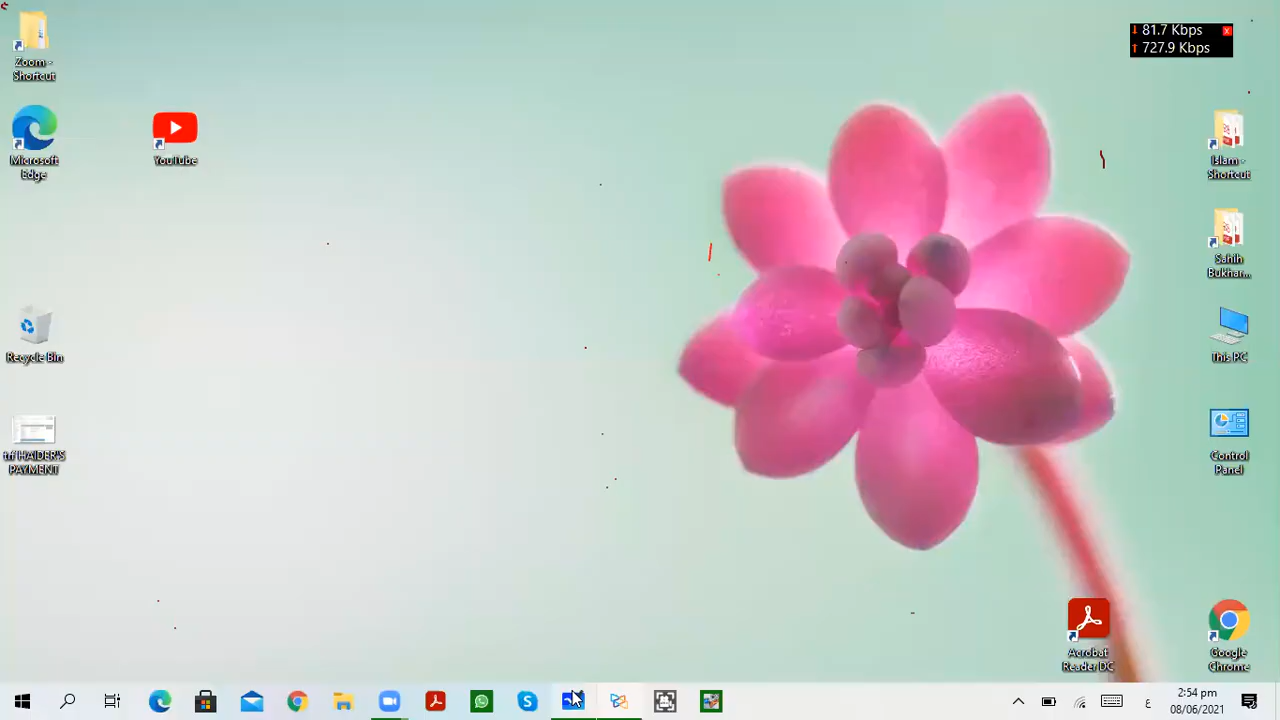 ↓ 81.7 Kbps
↑ 727.9 Kbps
Zoom -
Shortcut
Microsoft
Edge
YouTube
Islam -
Shortcut
Sahih
Bukhar...
Recycle Bin
This PC
HAIDER'S
PAYMENT
Control
Panel
Acrobat
Reader DC
Google
Chrome
ع
2:54 pm
08/06/2021